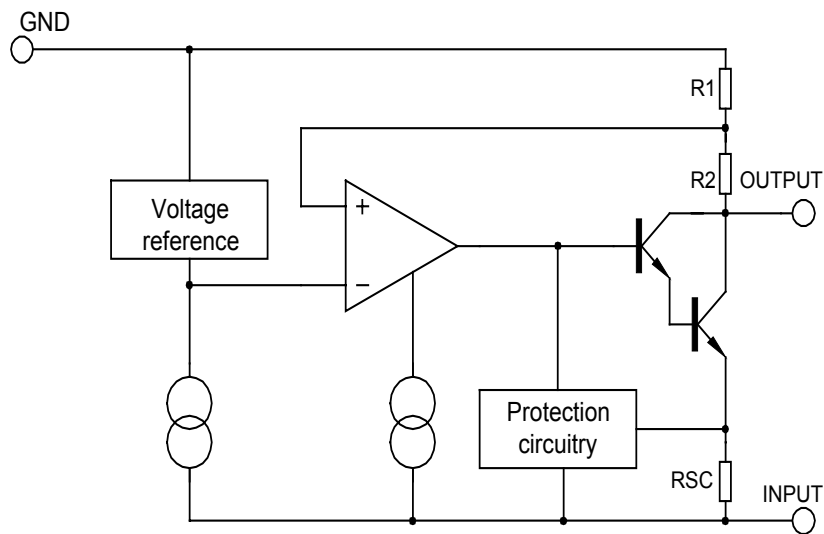 GND
R1
R2
OUTPUT
Voltage
reference
+
−
Protection
circuitry
RSC
INPUT